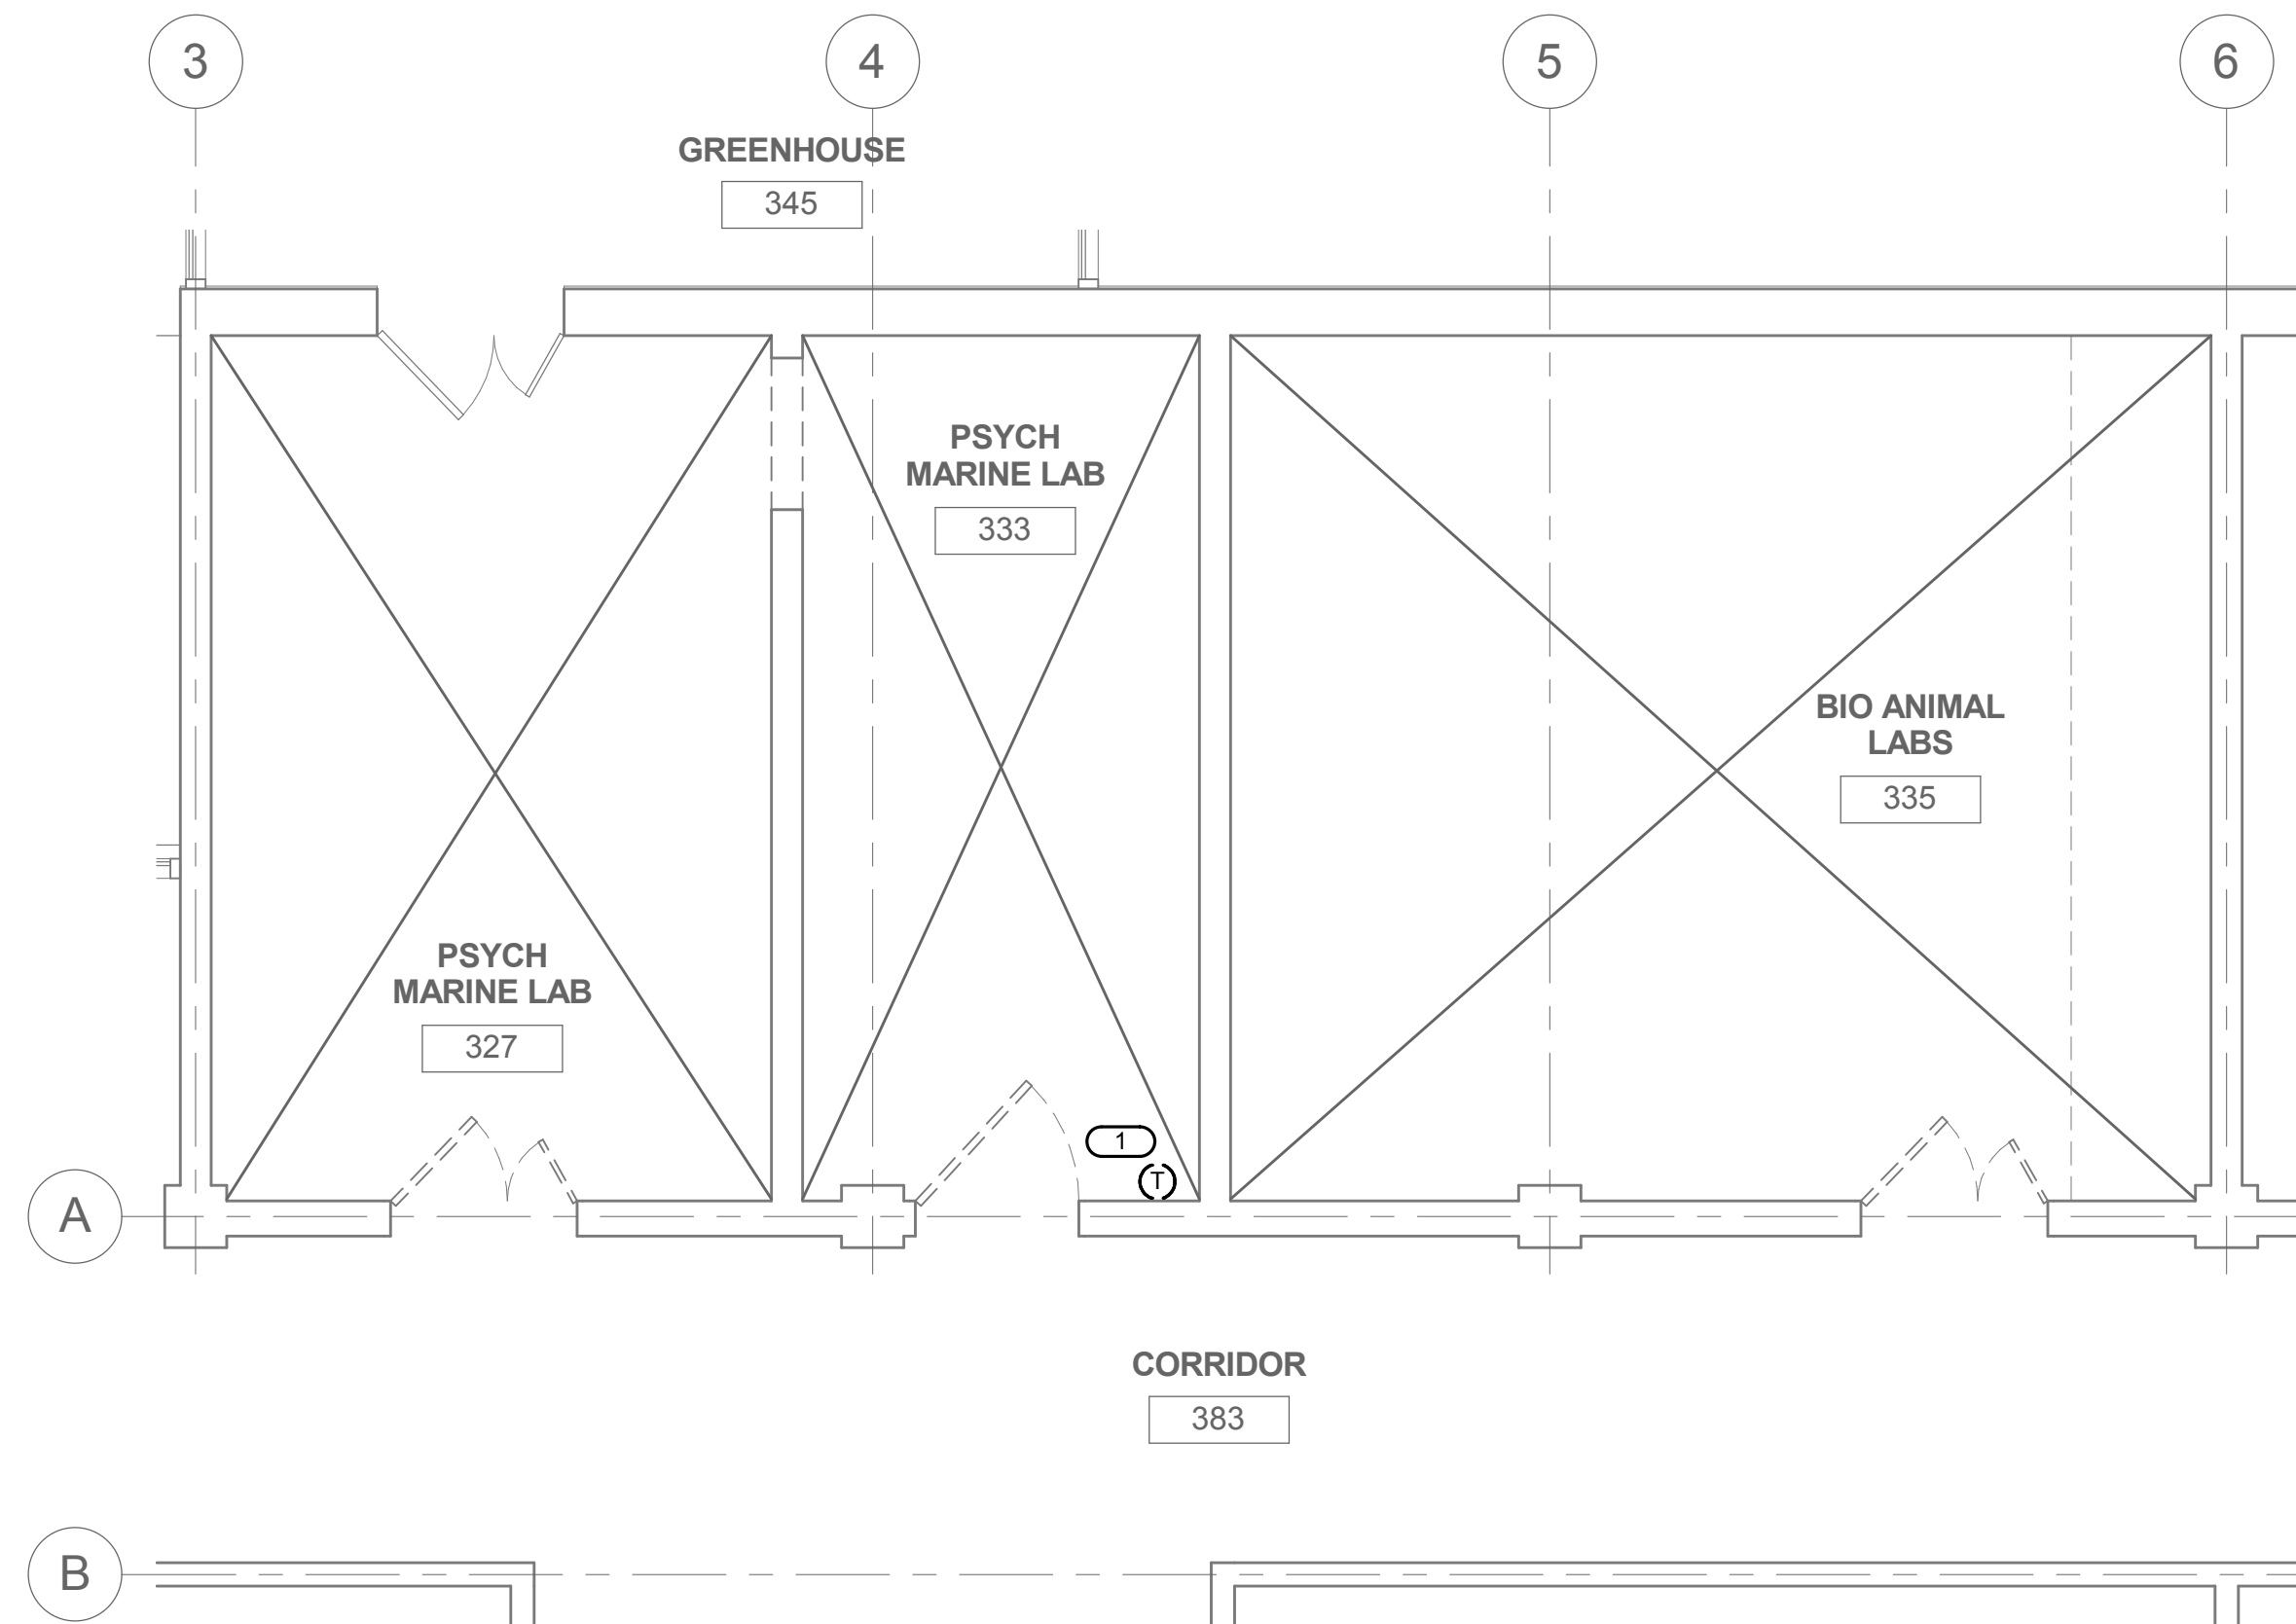 3
4
5
6
GREENHOUSE
345
PSYCH
MARINE LAB
333
BIO ANIMAL
LABS
335
PSYCH
MARINE LAB
327
1
T
A
CORRIDOR
383
B